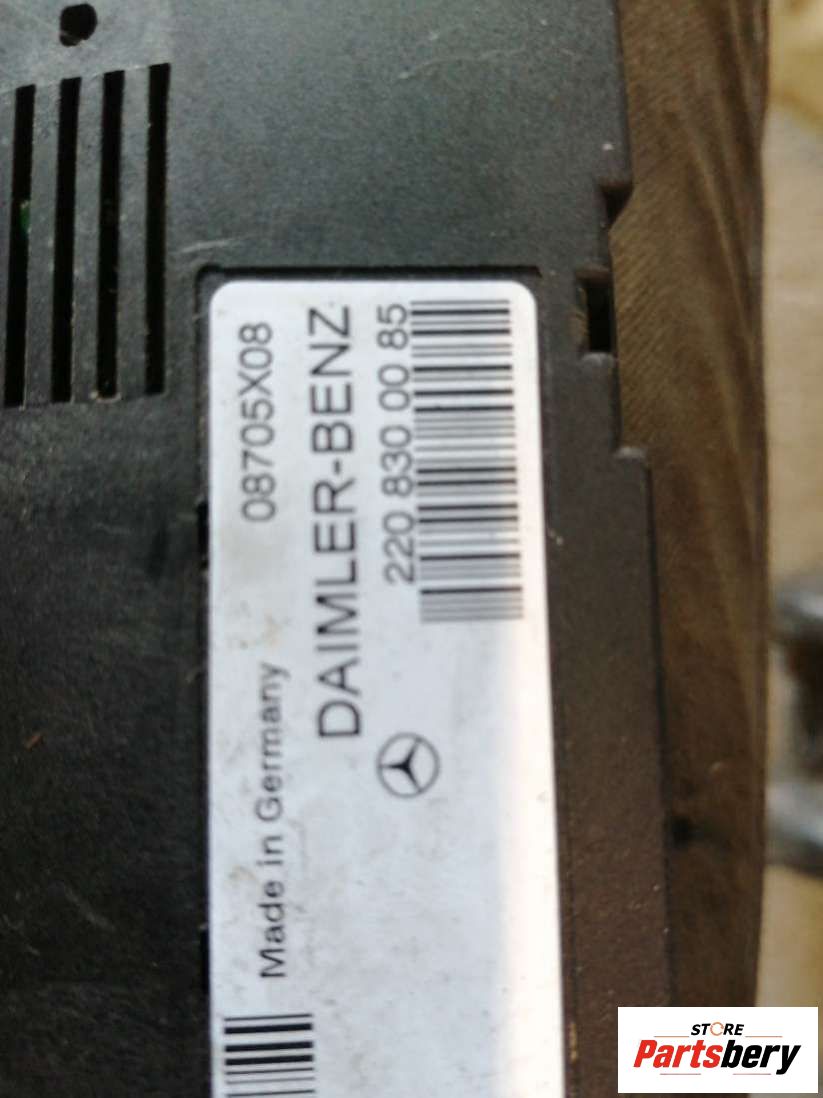 08705X08
DAIMLER-BENZ
220 830 00 85
Made in Germany
STORE
Partsbery